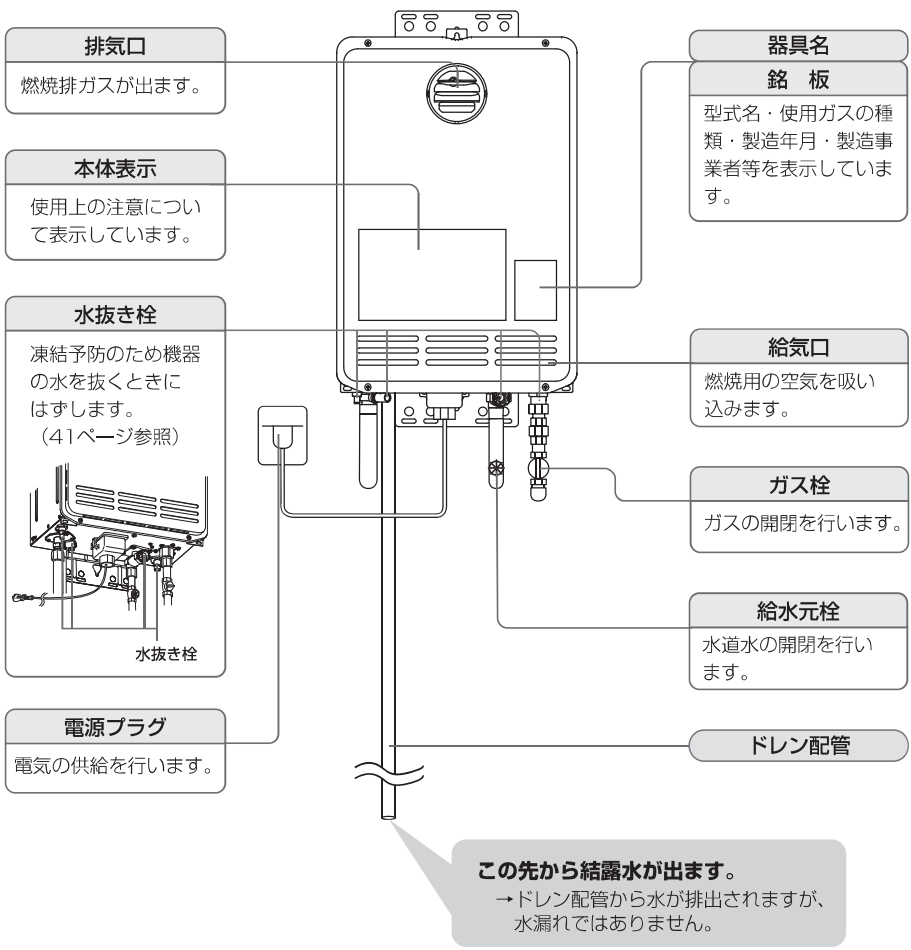 排気口
燃焼排ガスが出ます。
本体表示
使用上の注意につい
て表示しています。
水抜き栓
凍結予防のため機器
の水を抜くときに
はずします。
（41ページ参照）
水抜き栓
電源プラグ
電気の供給を行います。
器具名
銘　板
型式名・使用ガスの種
類・製造年月・製造事
業者等を表示していま
す。
給気口
燃焼用の空気を吸い
込みます。
ガス栓
ガスの開閉を行います。
給水元栓
水道水の開閉を行い
ます。
ドレン配管
この先から結露水が出ます。
→ドレン配管から水が排出されますが、
水漏れではありません。